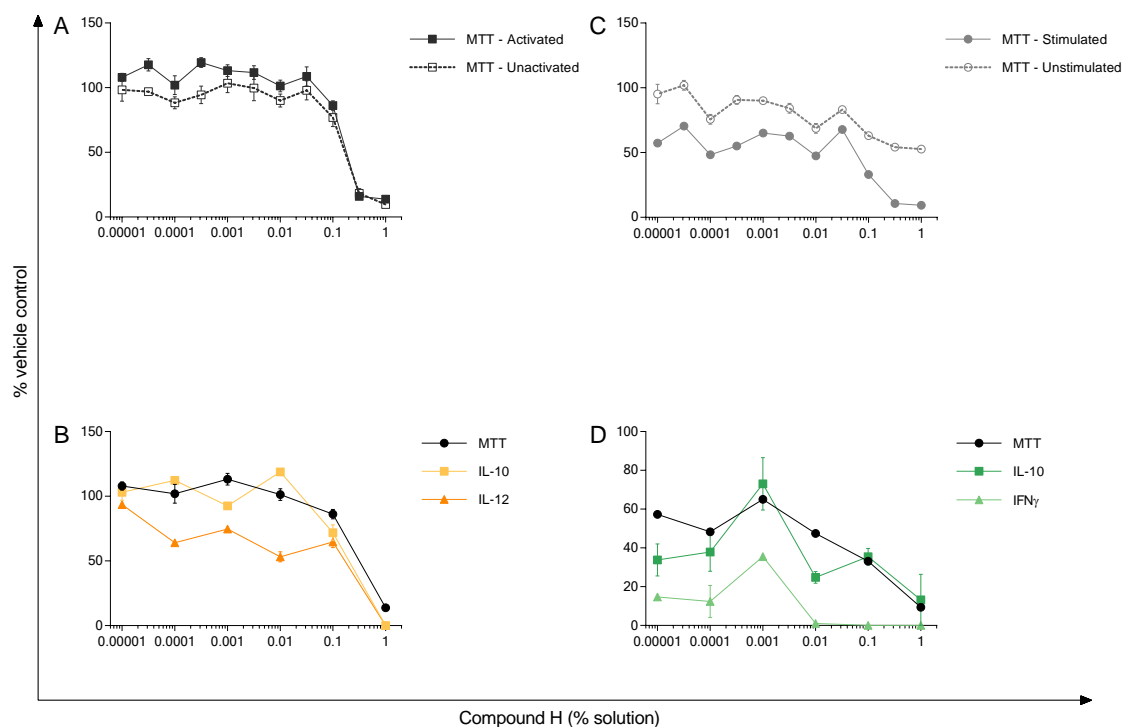 A
150
100
50
0
0.00001 0.0001 0.001 0.01 0.1 1
MTT - Activated
MTT - Unactivated
C
150
100
50
0
0.00001 0.0001 0.001 0.01 0.1 1
MTT - Stimulated
MTT - Unstimulated
% vehicle control
B
150
100
50
0
0.00001 0.0001 0.001 0.01 0.1 1
MTT
IL-10
IL-12
D
100
80
60
40
20
0
0.00001 0.0001 0.001 0.01 0.1 1
MTT
IL-10
IFNγ
Compound H (% solution)